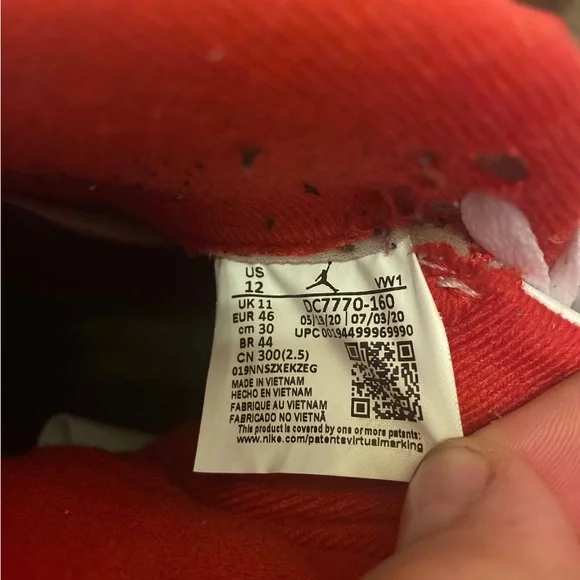 US
12
VW1
UK 11
EUR 46
cm 30
BR 44
CN 300(2.5)
DC7770-160
05/13/20 07/03/20
UPC 00194499969990
019NNSZXEKZEG
MADE IN VIETNAM
HECHO EN VIETNAM
FABRIQUE AU VIETNAM
FABRICADO NO VIETNÃ
This product is covered by one or more patents:
www.nike.com/patentsvirtualmarking